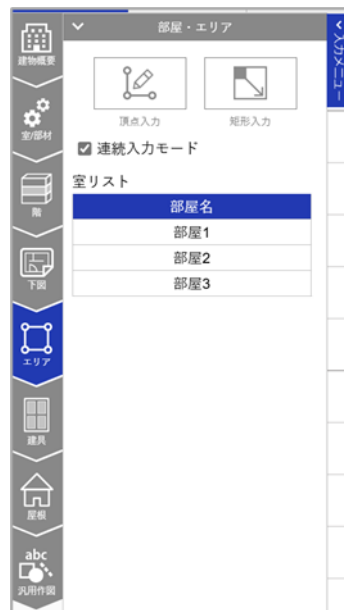 建物概要
室/部材
階
下図
エリア
建具
屋根
abc
汎用作図
部屋・エリア
頂点入力
矩形入力
連続入力モード
室リスト
部屋名
部屋1
部屋2
部屋3
入力メニュー